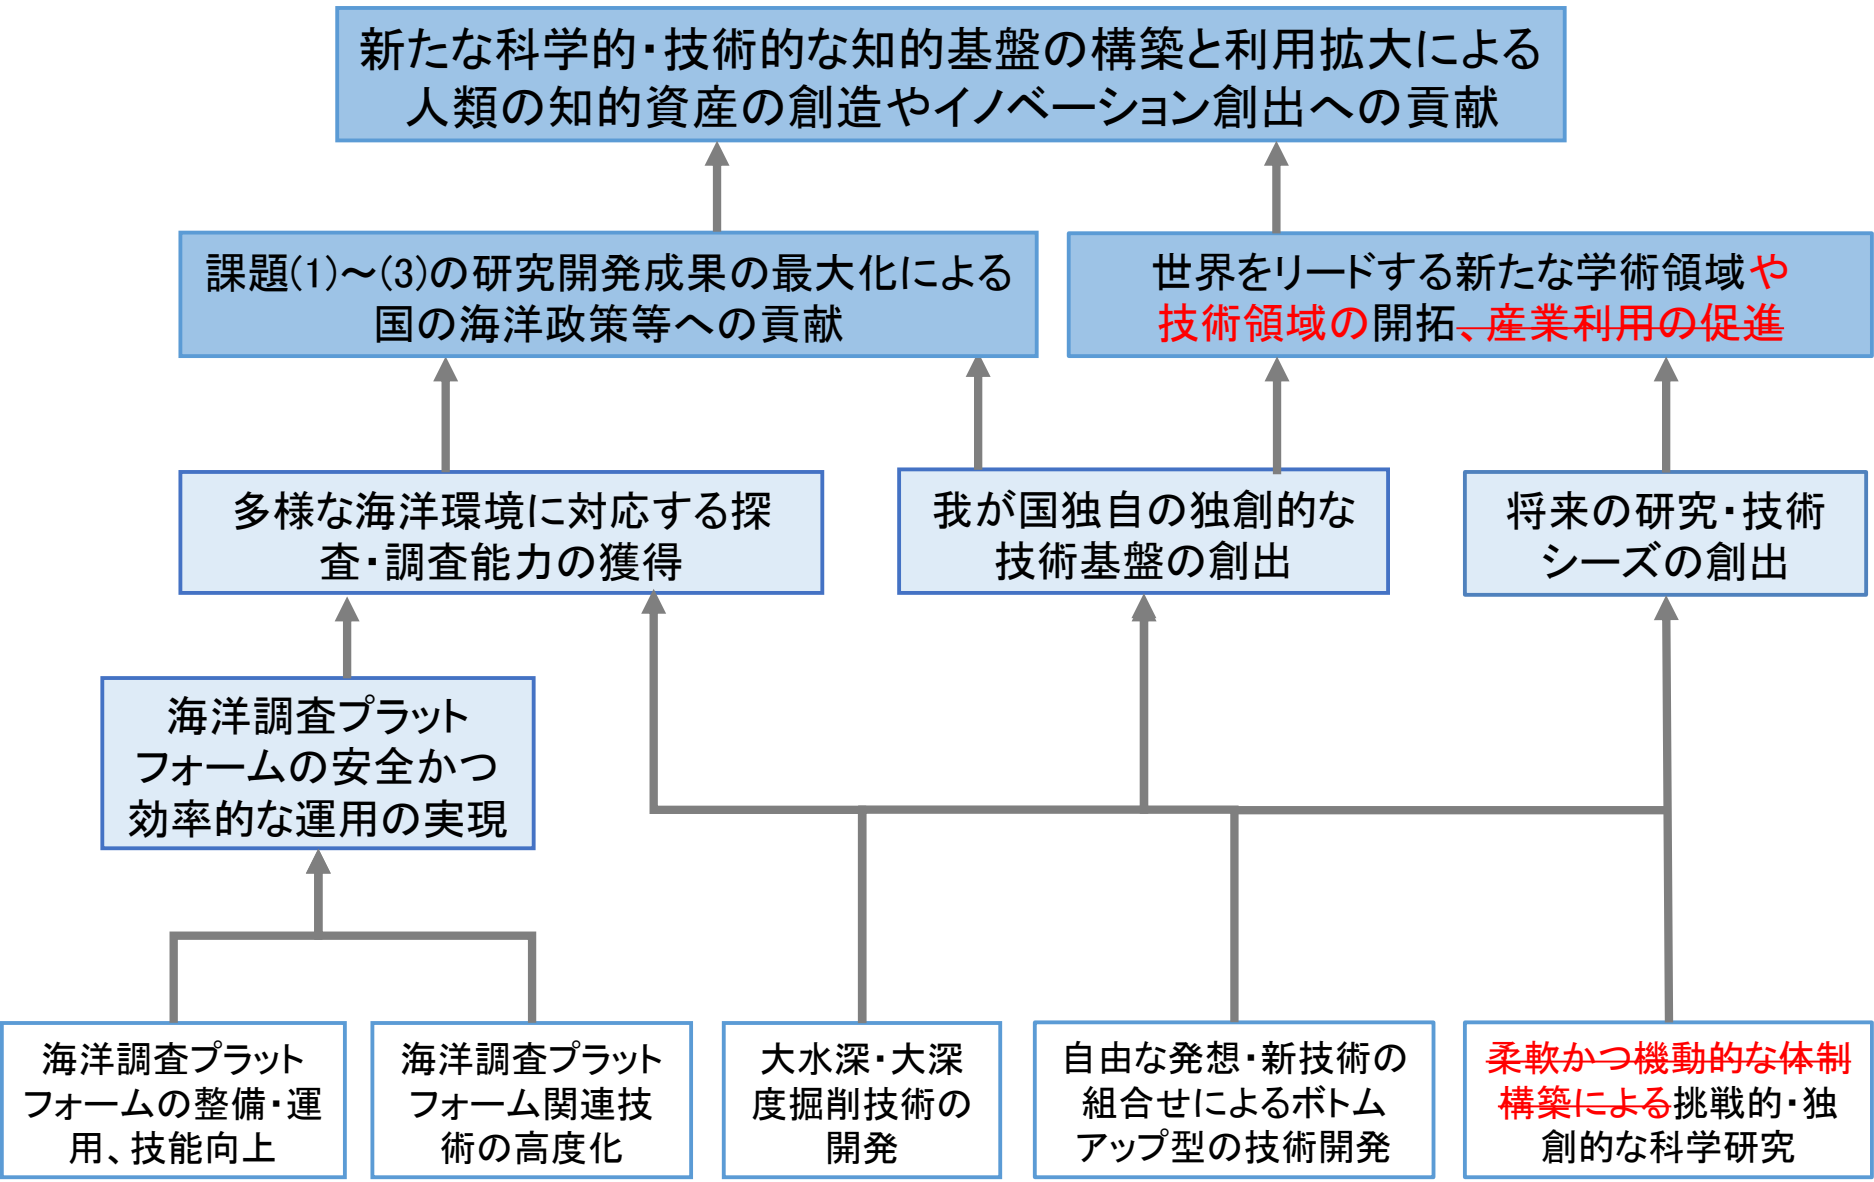 新たな科学的・技術的な知的基盤の構築と利用拡大による
人類の知的資産の創造やイノベーション創出への貢献
課題(1)～(3)の研究開発成果の最大化による
国の海洋政策等への貢献
世界をリードする新たな学術領域や
技術領域の開拓、産業利用の促進
多様な海洋環境に対応する探
査・調査能力の獲得
我が国独自の独創的な
技術基盤の創出
将来の研究・技術
シーズの創出
海洋調査プラット
フォームの安全かつ
効率的な運用の実現
海洋調査プラット
フォームの整備・運
用、技能向上
海洋調査プラット
フォーム関連技
術の高度化
大水深・大深
度掘削技術の
開発
自由な発想・新技術の
組合せによるボトム
アップ型の技術開発
柔軟かつ機動的な体制
構築による挑戦的・独
創的な科学研究